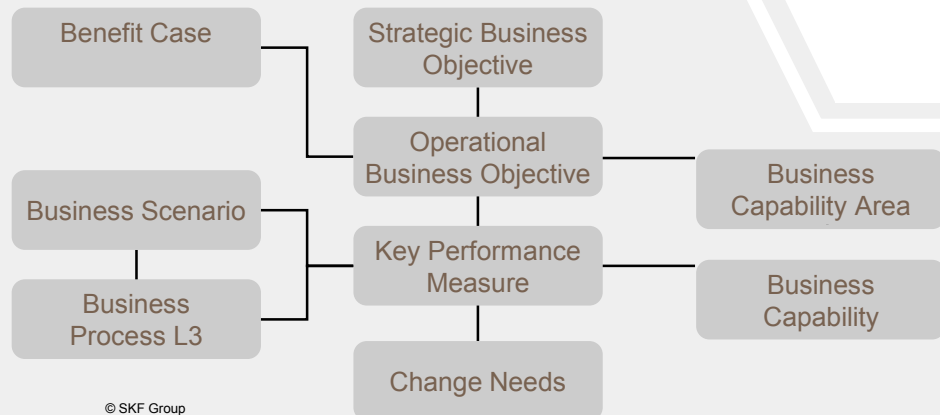 Benefit Case
Strategic Business
Objective
Operational
Business Objective
Business
Capability Area
Business Scenario
Key Performance
Measure
Business
Capability
Business
Process L3
Change Needs
© SKF Group